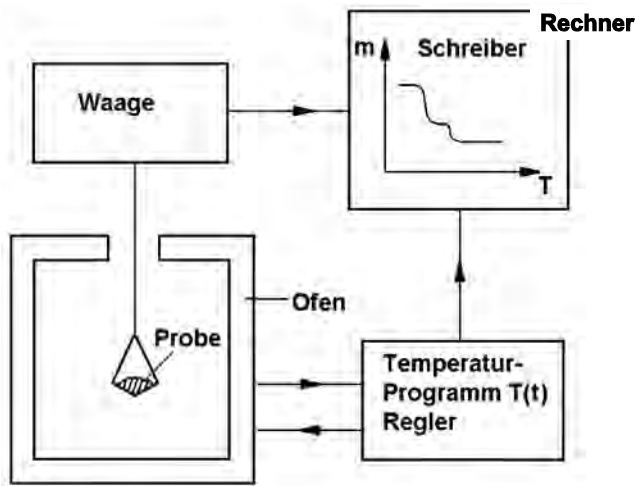 Rechner
m
Schreiber
Waage
T
Ofen
Probe
Temperatur-
Programm T(t)
Regler